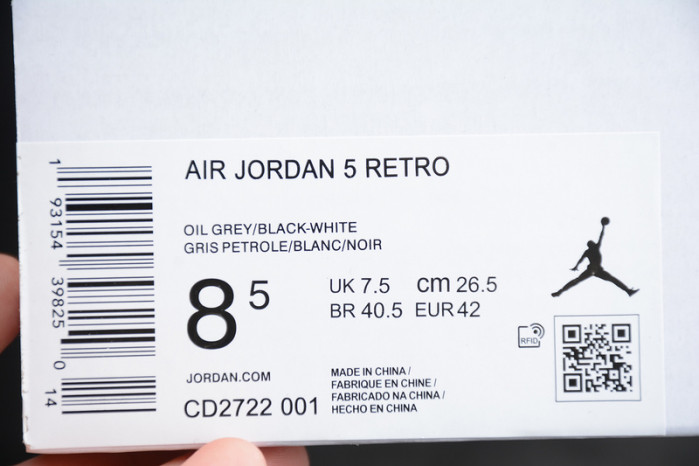 AIR JORDAN 5 RETRO
OIL GREY/BLACK-WHITE
GRIS PETROLE/BLANC/NOIR
8 5
UK 7.5 cm 26.5
BR 40.5 EUR 42
RFID
JORDAN.COM
CD2722 001
MADE IN CHINA /
FABRIQUE EN CHINE /
FABRICADO NA CHINA /
HECHO EN CHINA
1 93154 39825 0 14